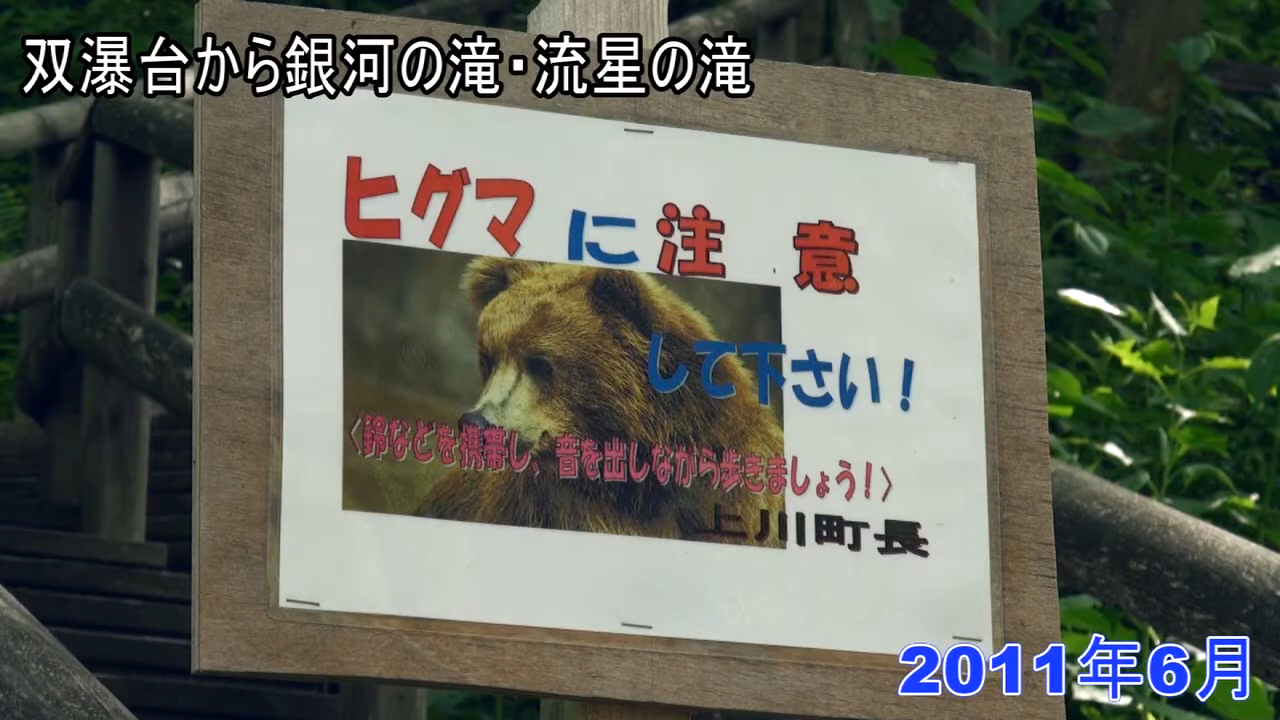 双瀑台から銀河の滝・流星の滝
ヒグマに注意
して下さい！
〈鈴などを携帯し、音を出しながら歩きましょう！〉
上川町長
2011年6月